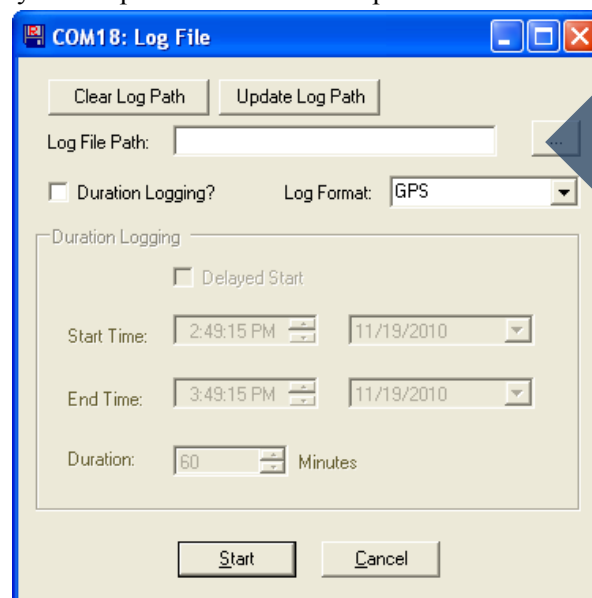 COM18: Log File
Clear Log Path Update Log Path
Log File Path: ...
Duration Logging? Log Format: GPS
Duration Logging
Delayed Start
Start Time: 2:49:15 PM 11/19/2010
End Time: 3:49:15 PM 11/19/2010
Duration: 60 Minutes
Start Cancel